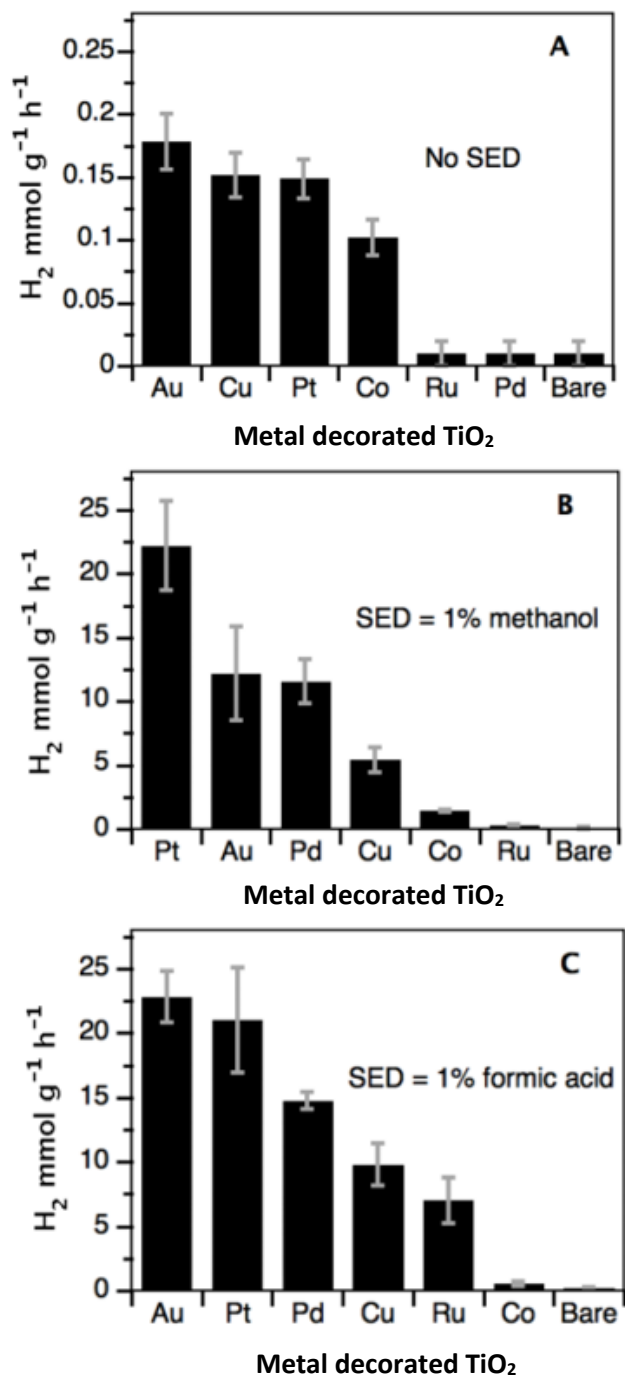 A
No SED
H₂ mmol g⁻¹ h⁻¹
0.25
0.2
0.15
0.1
0.05
0
Au Cu Pt Co Ru Pd Bare
Metal decorated TiO₂
B
SED = 1% methanol
H₂ mmol g⁻¹ h⁻¹
25
20
15
10
5
0
Pt Au Pd Cu Co Ru Bare
Metal decorated TiO₂
C
SED = 1% formic acid
H₂ mmol g⁻¹ h⁻¹
25
20
15
10
5
0
Au Pt Pd Cu Ru Co Bare
Metal decorated TiO₂